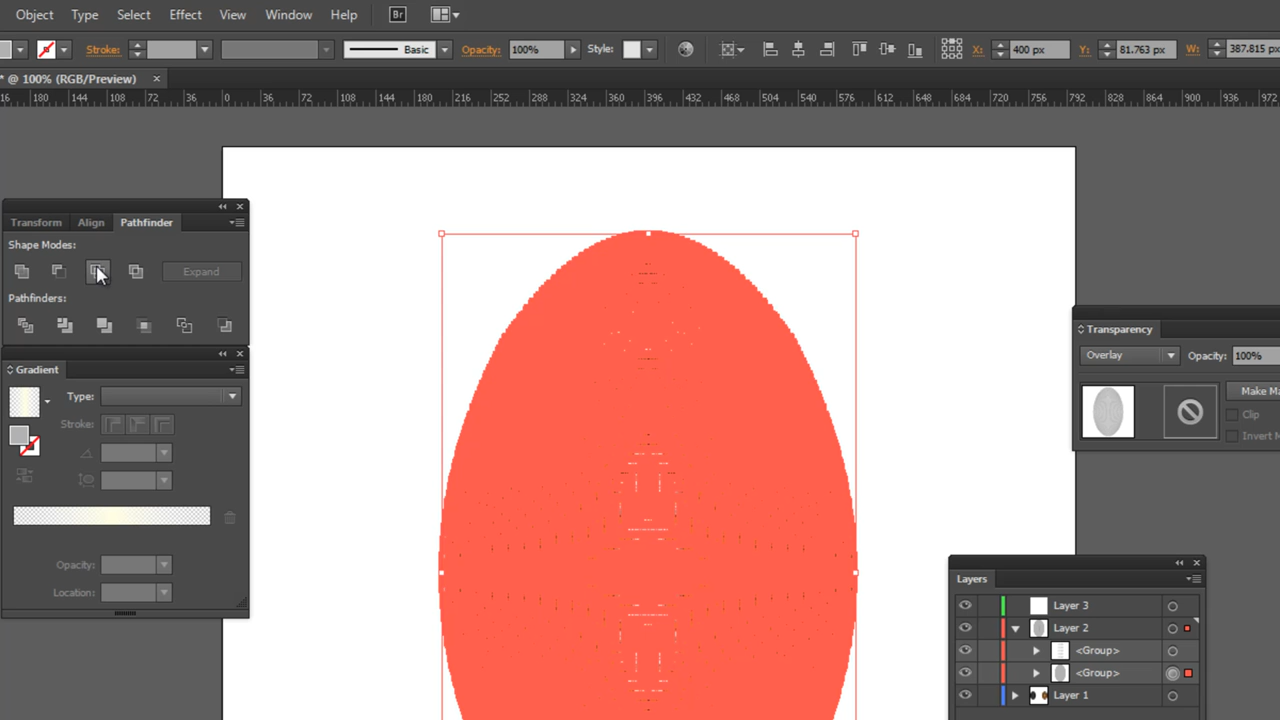 Object Type Select Effect View Window Help Br
Stroke: Basic Opacity: 100% Style: X: 400 px Y: 81.763 px W: 387.815 px
* @ 100% (RGB/Preview) ×
16 180 144 108 72 36 0 36 72 108 144 180 216 252 288 324 360 396 432 468 504 540 576 612 648 684 720 756 792 828 864 900 936 972
Transform Align Pathfinder
Shape Modes:
Expand
Pathfinders:
Gradient
Type:
Stroke:
Opacity:
Location:
Transparency
Overlay Opacity: 100%
Make Ma
Clip
Invert M
Layers
Layer 3
Layer 2
<Group>
<Group>
Layer 1